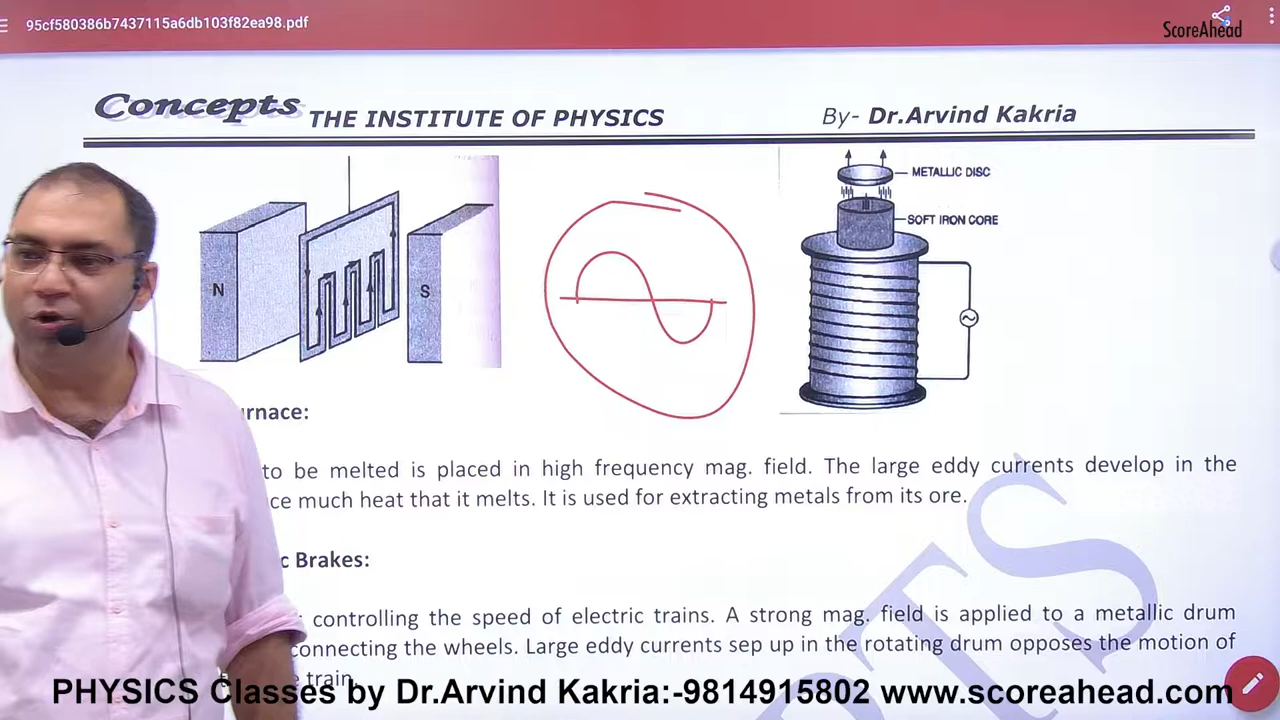 95cf580386b7437115a6db103f82ea98.pdf
ScoreAhead
Concepts THE INSTITUTE OF PHYSICS By- Dr.Arvind Kakria
METALLIC DISC
SOFT IRON CORE
N
S
urnace:
to be melted is placed in high frequency mag. field. The large eddy currents develop in the
ce much heat that it melts. It is used for extracting metals from its ore.
c Brakes:
controlling the speed of electric trains. A strong mag. field is applied to a metallic drum
connecting the wheels. Large eddy currents sep up in the rotating drum opposes the motion of
train.
PHYSICS Classes by Dr.Arvind Kakria:-9814915802 www.scoreahead.com